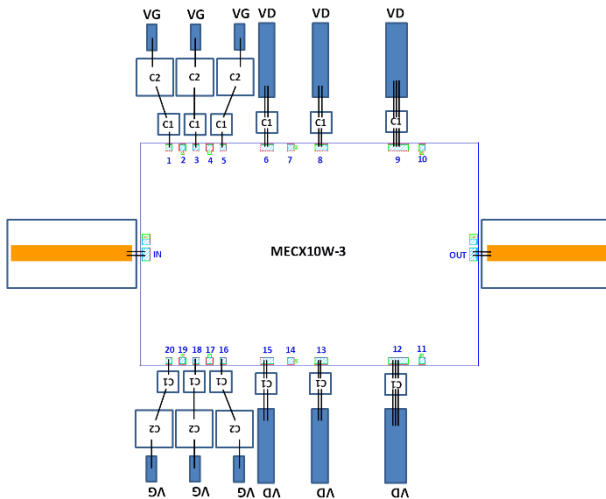 VG VG VG VD VD VD
C2 C2 C2
C1 C1 C1 C1 C1 C1
1 2 3 4 5 6 7 8 9 10
IN MECX10W-3 OUT
20 19 18 17 16 15 14 13 12 11
C1 C1 C1 C1 C1 C1
C2 C2 C2
VG VG VG VD VD VD